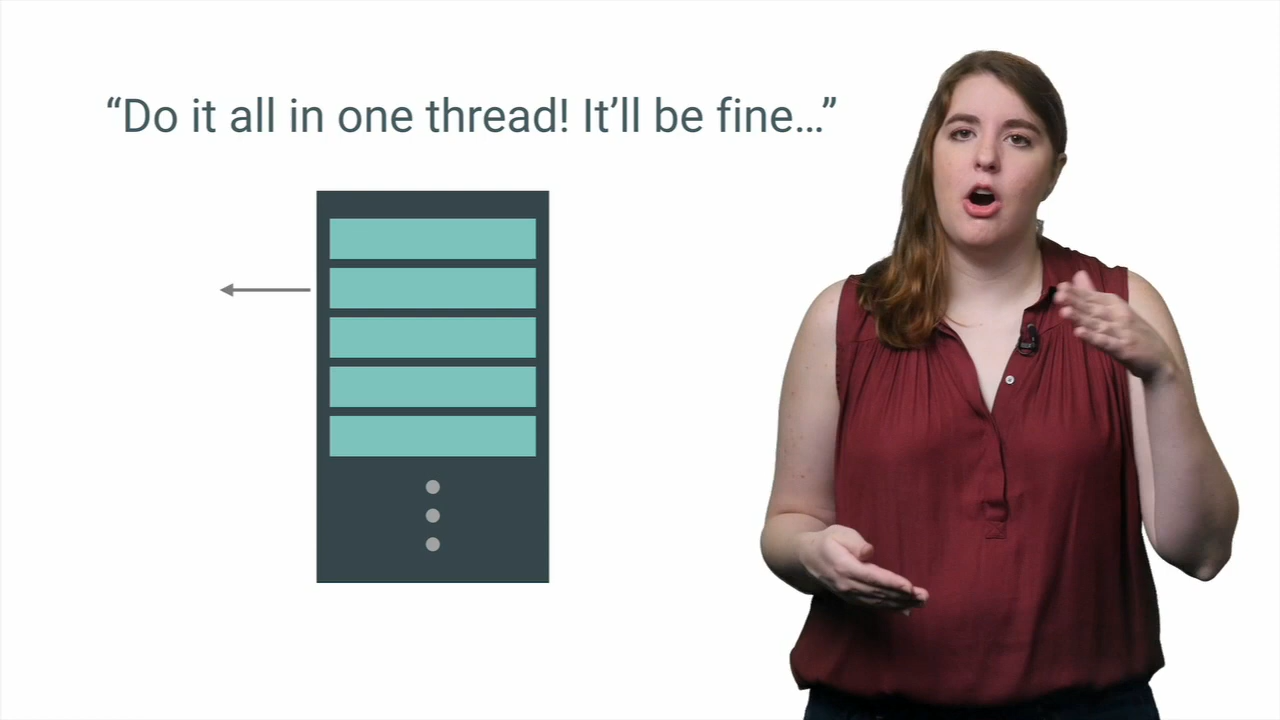 “Do it all in one thread! It’ll be fine…”